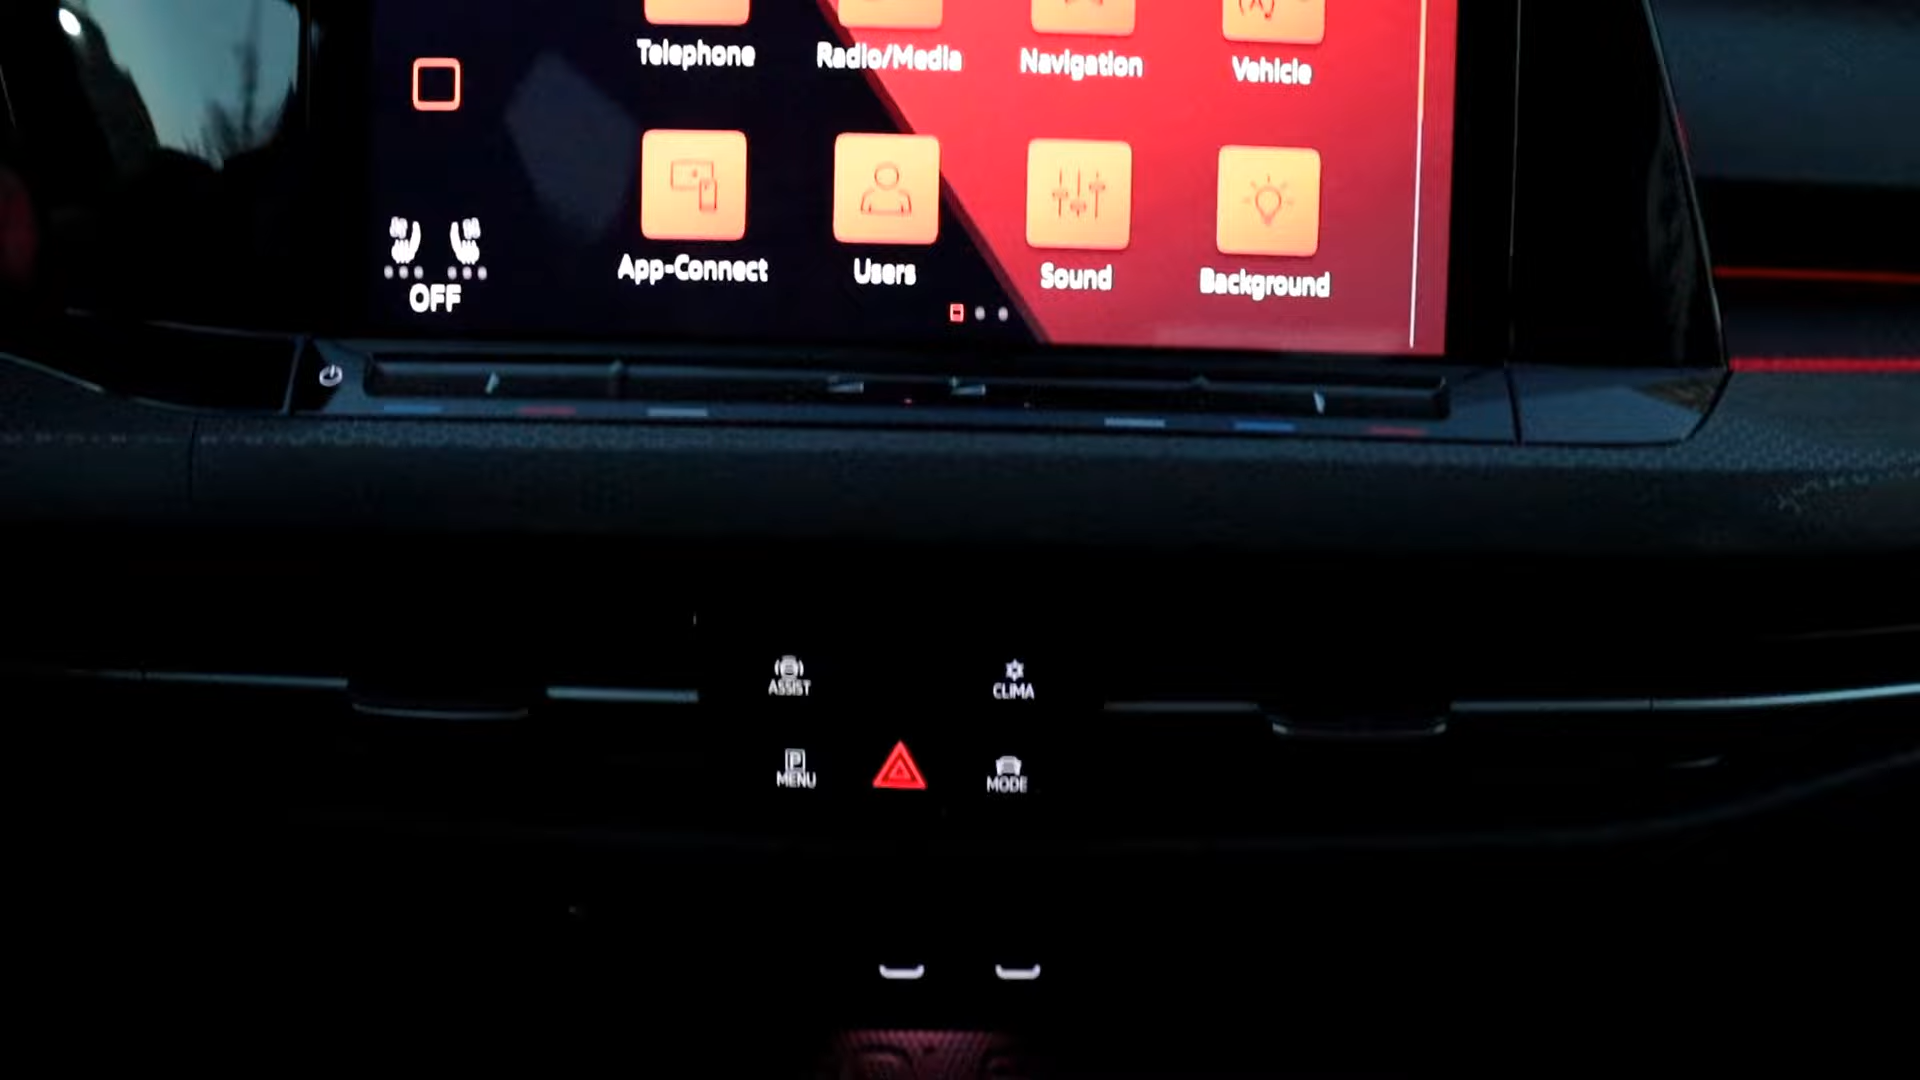 Telephone
Radio/Media
Navigation
Vehicle
App-Connect
Users
Sound
Background
OFF
ASSIST
CLIMA
P
MENU
MODE